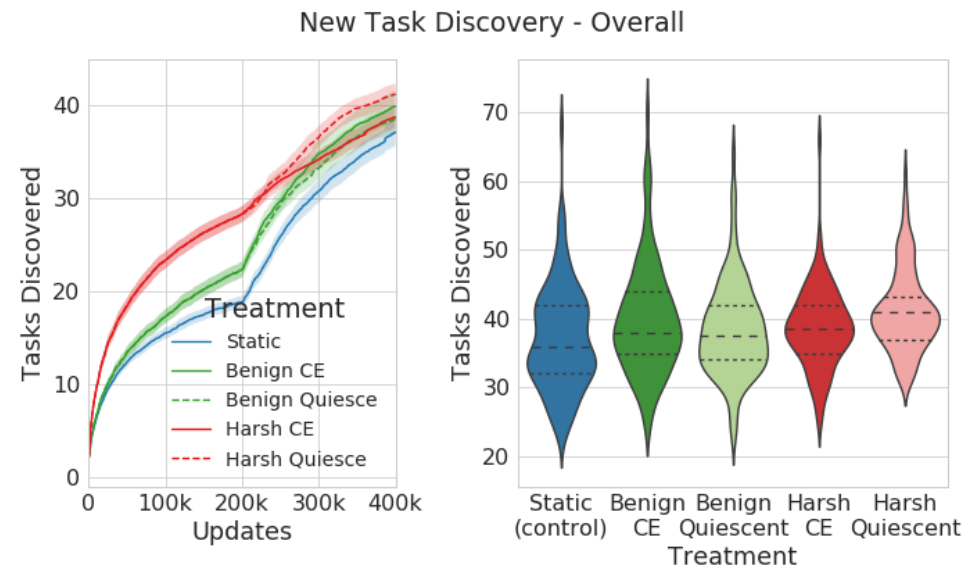 New Task Discovery - Overall
Tasks Discovered
40
30
20
10
0
0 100k 200k 300k 400k
Updates
Treatment
Static
Benign CE
Benign Quiesce
Harsh CE
Harsh Quiesce
Tasks Discovered
70
60
50
40
30
20
Static Benign Benign Harsh Harsh
(control) CE Quiescent CE Quiescent
Treatment